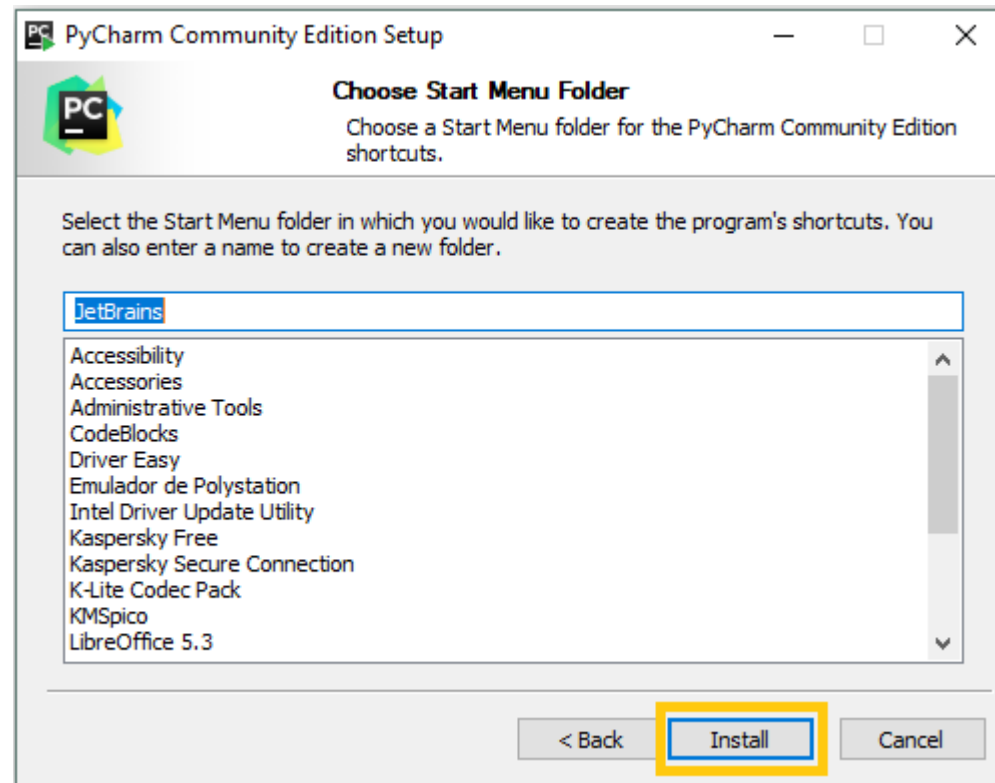 PyCharm Community Edition Setup
PC
Choose Start Menu Folder
Choose a Start Menu folder for the PyCharm Community Edition
shortcuts.
Select the Start Menu folder in which you would like to create the program's shortcuts. You
can also enter a name to create a new folder.
JetBrains
Accessibility
Accessories
Administrative Tools
CodeBlocks
Driver Easy
Emulador de Polystation
Intel Driver Update Utility
Kaspersky Free
Kaspersky Secure Connection
K-Lite Codec Pack
KMSpico
LibreOffice 5.3
< Back
Install
Cancel